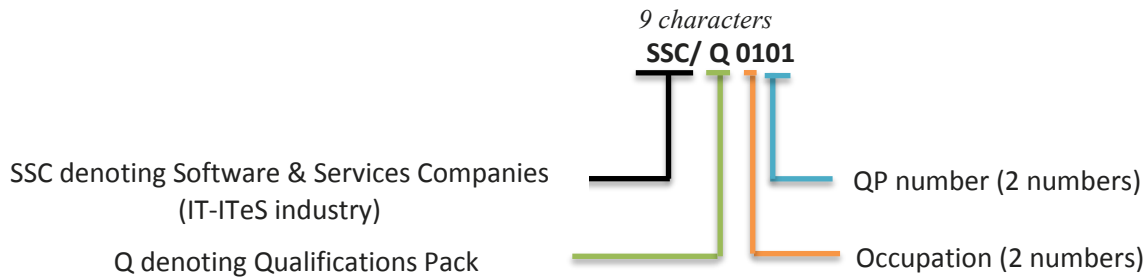 9 characters
SSC/ Q 0101
SSC denoting Software & Services Companies
(IT-ITeS industry)
QP number (2 numbers)
Q denoting Qualifications Pack
Occupation (2 numbers)